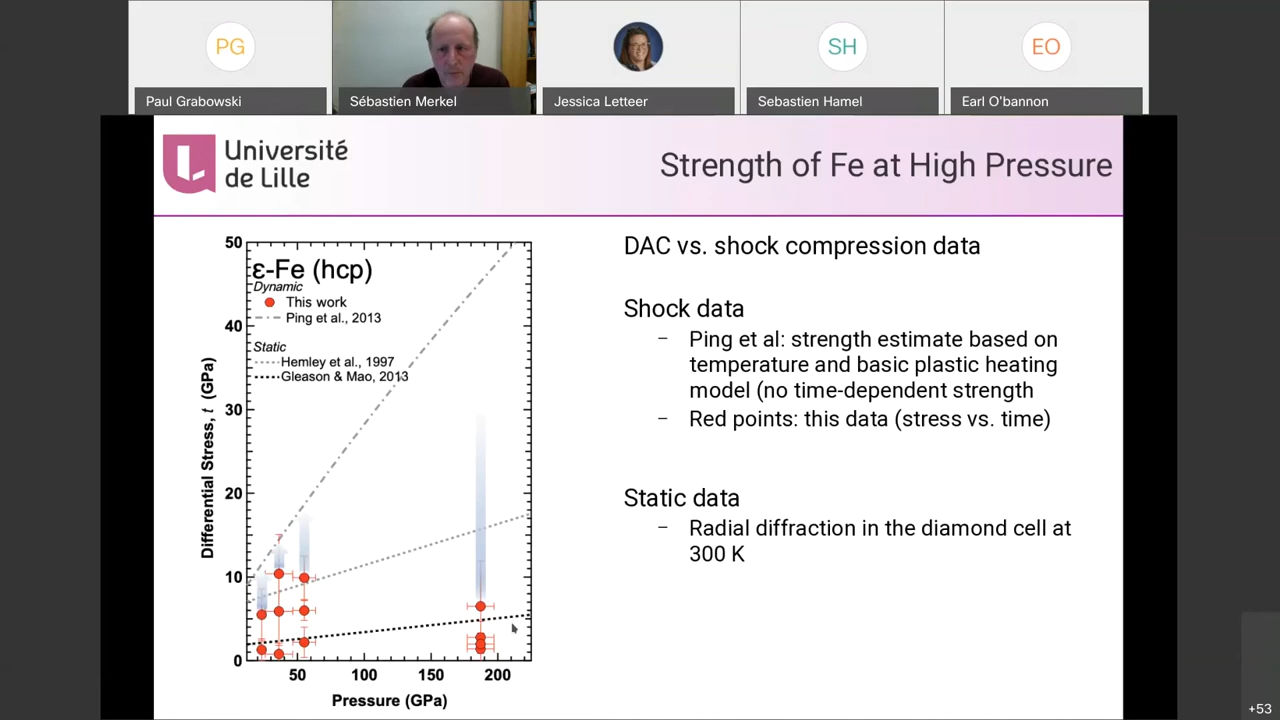 PG
SH
EO
Paul Grabowski
Sébastien Merkel
Jessica Letteer
Sebastien Hamel
Earl O'bannon
Université
de Lille
Strength of Fe at High Pressure
50
40
30
20
10
0
Differential Stress, t (GPa)
ε-Fe (hcp)
Dynamic
This work
Ping et al., 2013
Static
Hemley et al., 1997
Gleason & Mao, 2013
50
100
150
200
Pressure (GPa)
DAC vs. shock compression data
Shock data
− Ping et al: strength estimate based on
temperature and basic plastic heating
model (no time-dependent strength
− Red points: this data (stress vs. time)
Static data
− Radial diffraction in the diamond cell at
300 K
+53